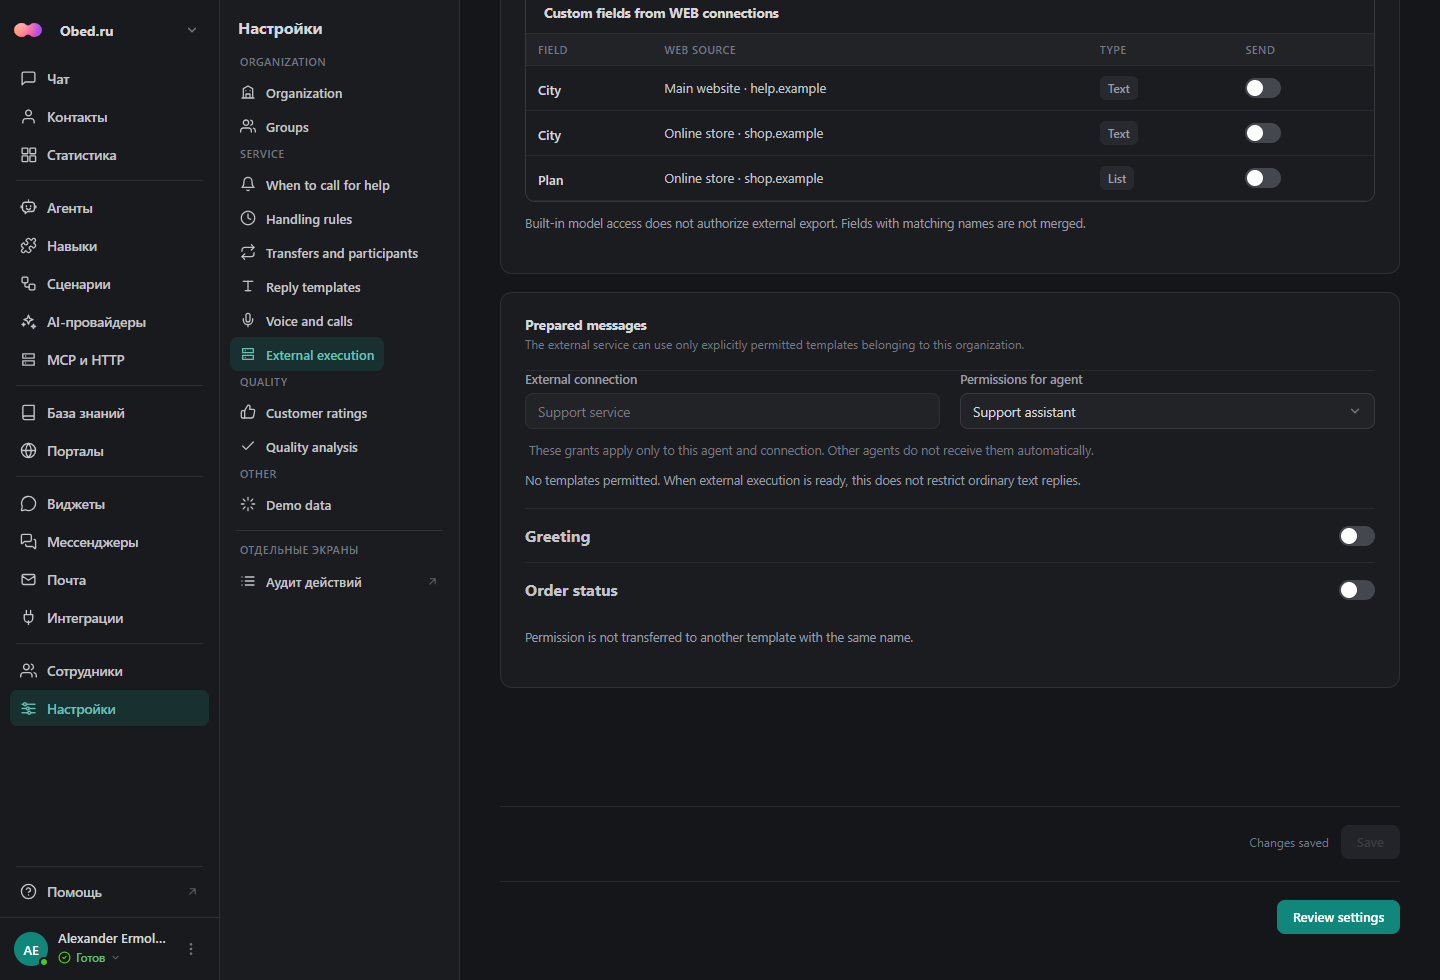 Obed.ru
Чат
Контакты
Статистика
Агенты
Навыки
Сценарии
AI-провайдеры
MCP и HTTP
База знаний
Порталы
Виджеты
Мессенджеры
Почта
Интеграции
Сотрудники
Настройки
Помощь
AE
Alexander Ermol...
Готов
Настройки
ORGANIZATION
Organization
Groups
SERVICE
When to call for help
Handling rules
Transfers and participants
Reply templates
Voice and calls
External execution
QUALITY
Customer ratings
Quality analysis
OTHER
Demo data
ОТДЕЛЬНЫЕ ЭКРАНЫ
Аудит действий
Custom fields from WEB connections
FIELD WEB SOURCE TYPE SEND
City Main website · help.example Text
City Online store · shop.example Text
Plan Online store · shop.example List
Built-in model access does not authorize external export. Fields with matching names are not merged.
Prepared messages
The external service can use only explicitly permitted templates belonging to this organization.
External connection Permissions for agent
Support service Support assistant
These grants apply only to this agent and connection. Other agents do not receive them automatically.
No templates permitted. When external execution is ready, this does not restrict ordinary text replies.
Greeting
Order status
Permission is not transferred to another template with the same name.
Changes saved Save
Review settings